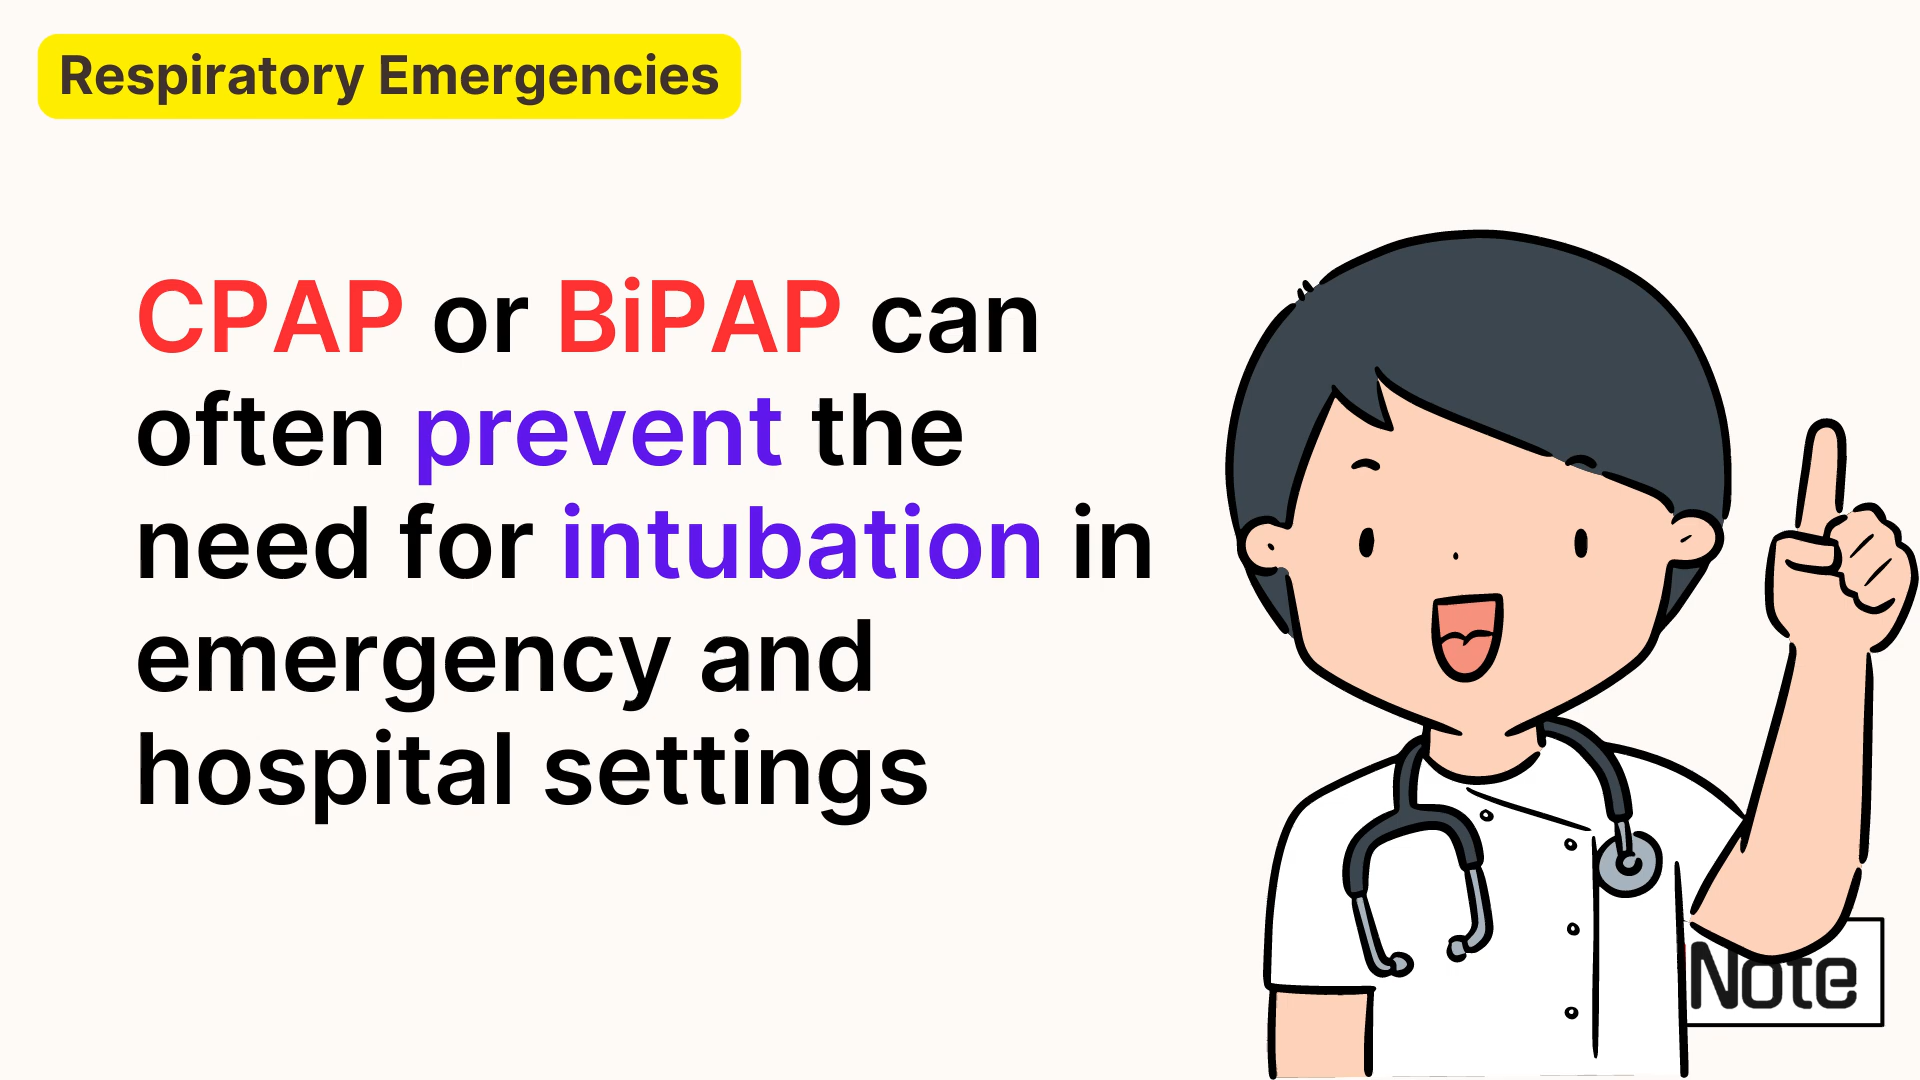 Respiratory Emergencies
CPAP or BiPAP can
often prevent the
need for intubation in
emergency and
hospital settings
Note